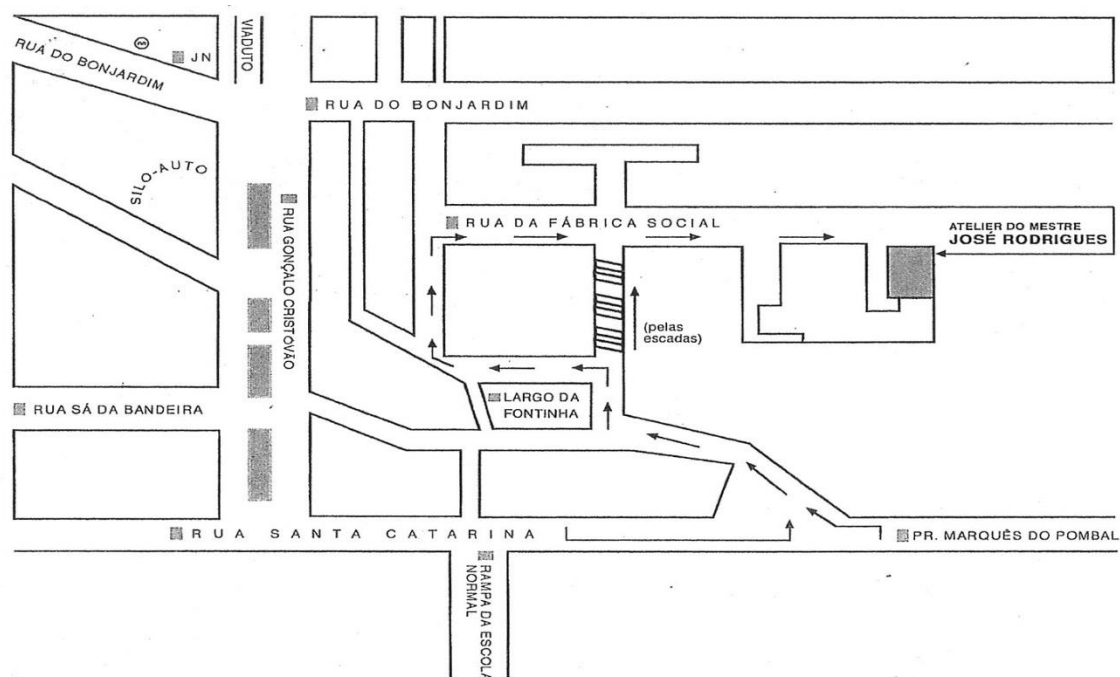 RUA DO BONJARDIM
JN
VIADUTO
RUA DO BONJARDIM
SILO-AUTO
RUA GONÇALO CRISTOVÃO
RUA DA FÁBRICA SOCIAL
ATELIER DO MESTRE
JOSÉ RODRIGUES
(pelas
escadas)
RUA SÁ DA BANDEIRA
LARGO DA
FONTINHA
RUA SANTA CATARINA
PR. MARQUÊS DO POMBAL
RAMPA DA ESCOLA
NORMAL